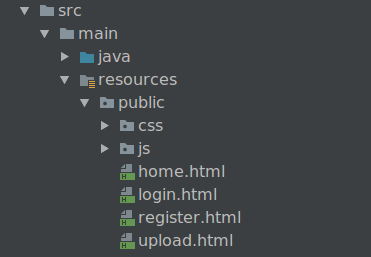 src
main
java
resources
public
css
js
home.html
login.html
register.html
upload.html